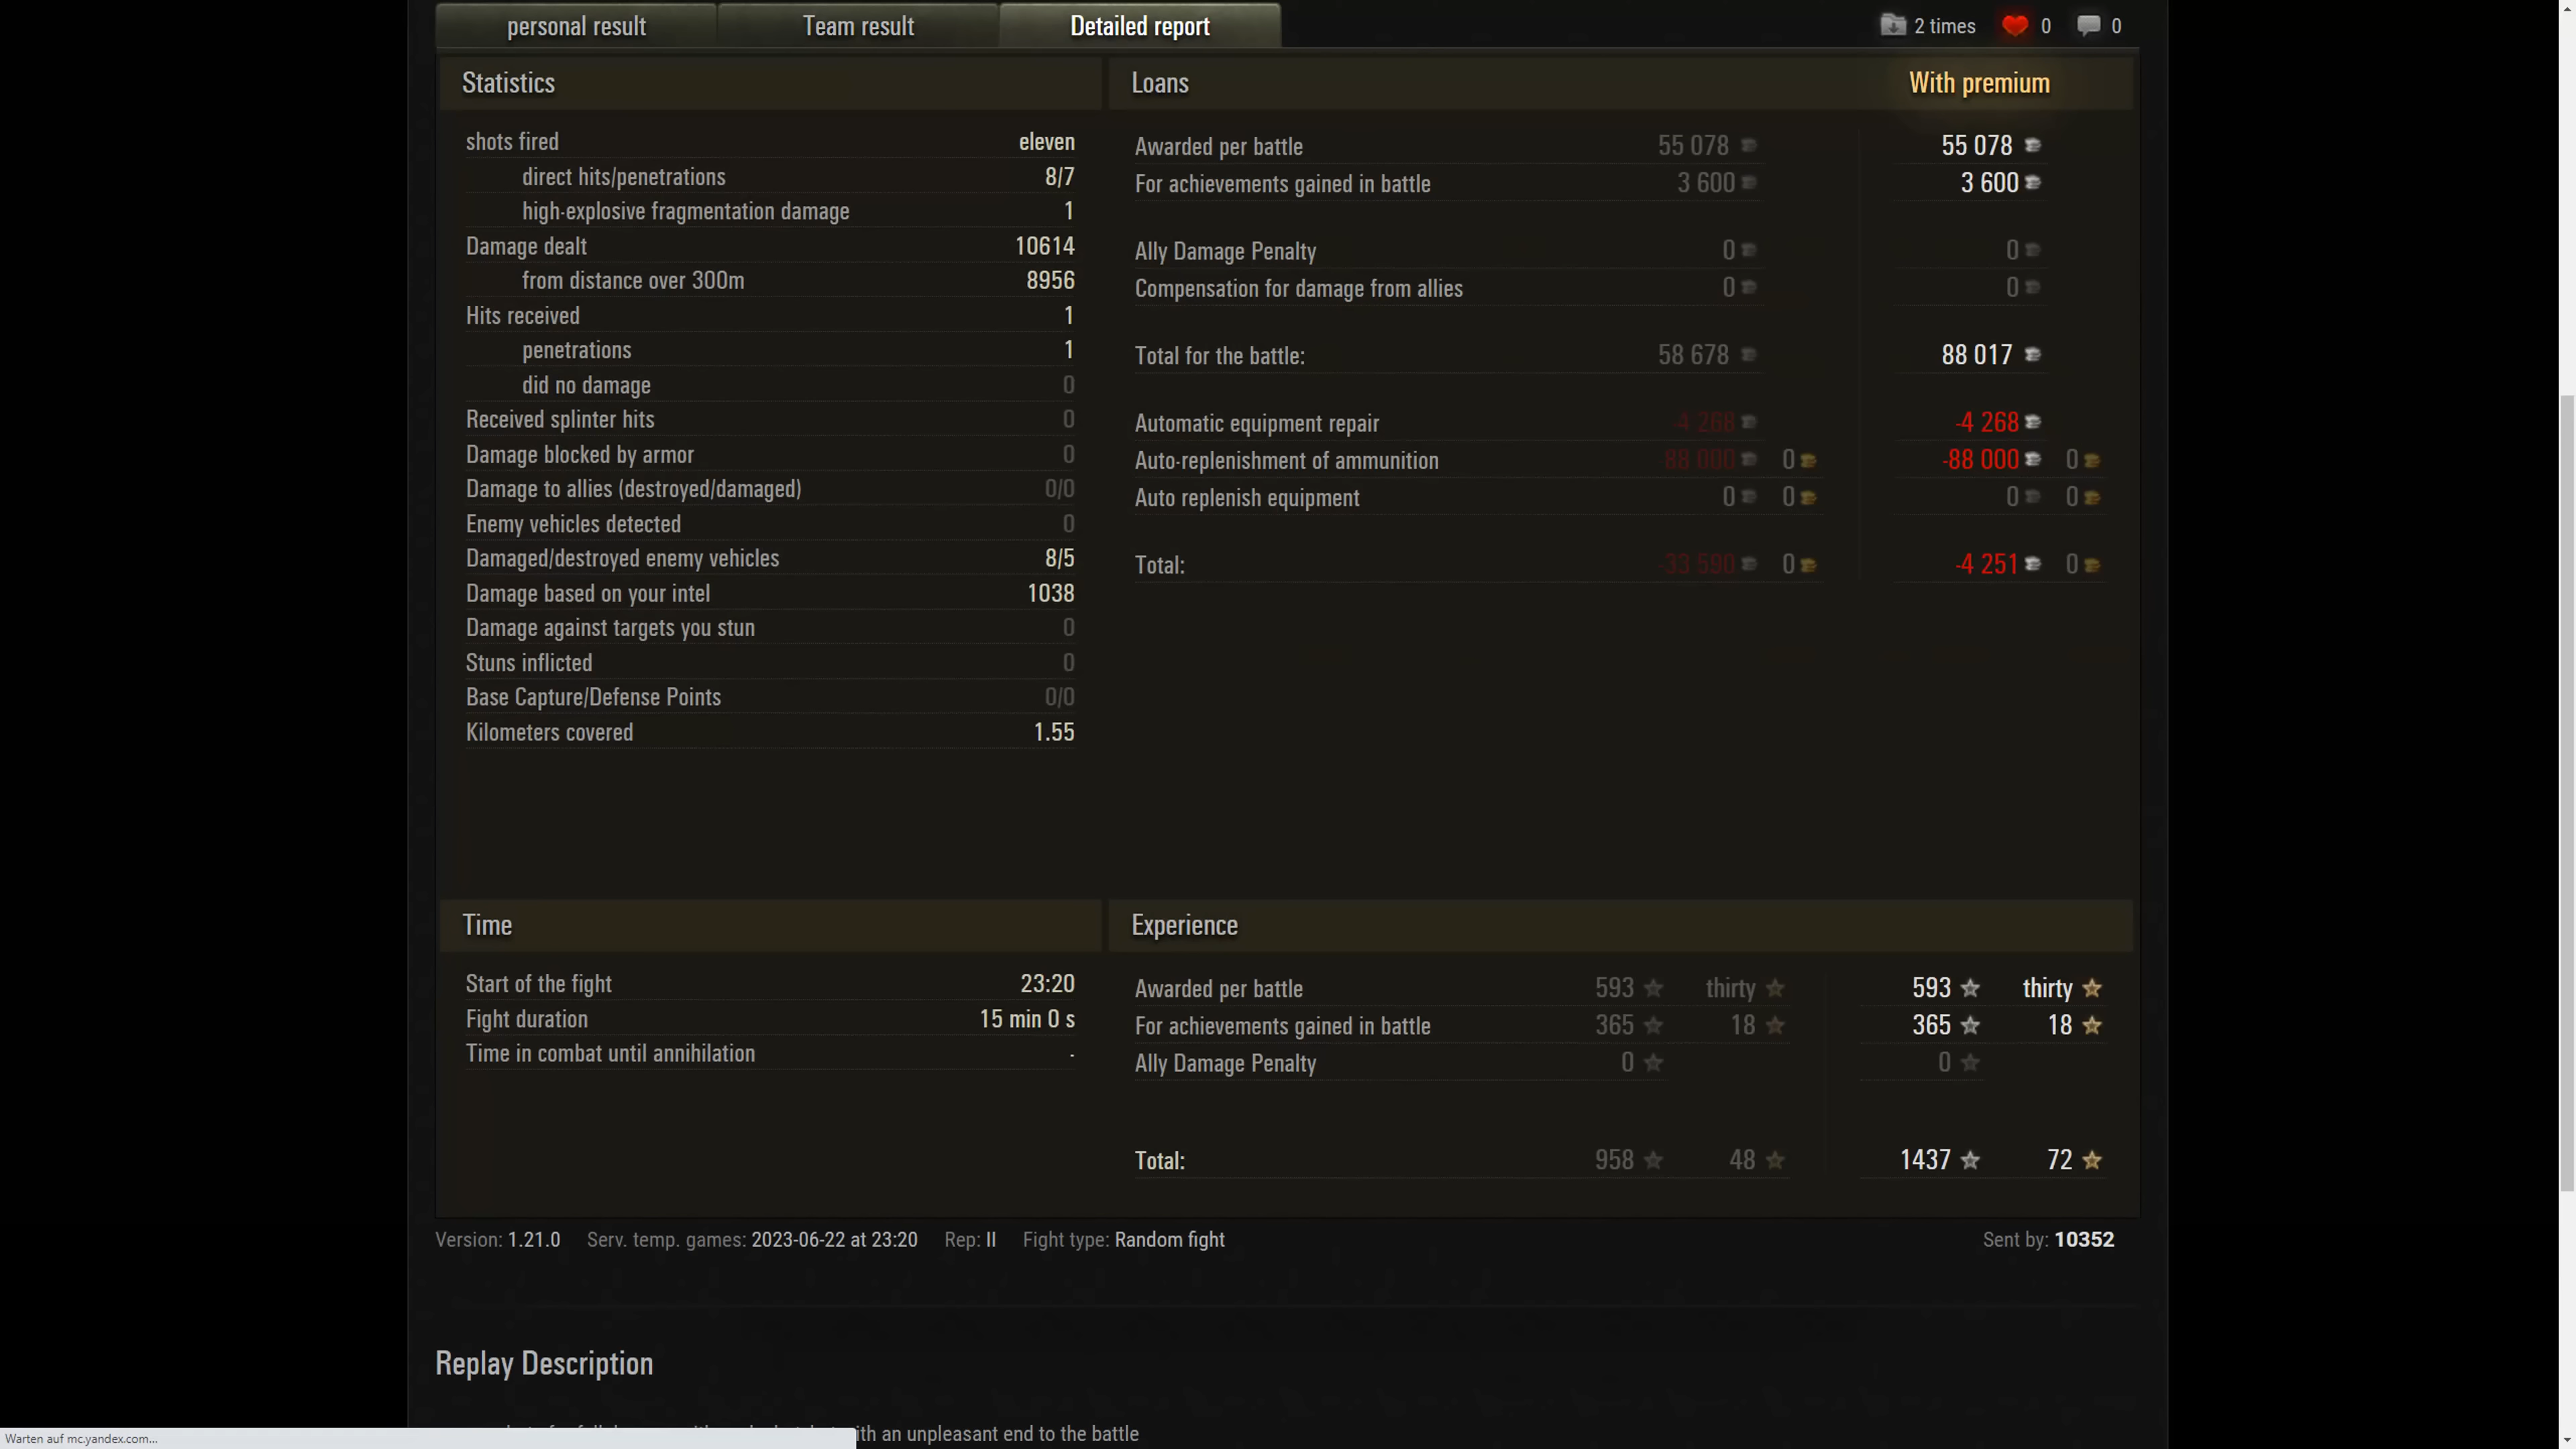 personal result
Team result
Detailed report
2 times
0
0
Statistics
shots fired eleven
direct hits/penetrations 8/7
high-explosive fragmentation damage 1
Damage dealt 10614
from distance over 300m 8956
Hits received 1
penetrations 1
did no damage 0
Received splinter hits 0
Damage blocked by armor 0
Damage to allies (destroyed/damaged) 0/0
Enemy vehicles detected 0
Damaged/destroyed enemy vehicles 8/5
Damage based on your intel 1038
Damage against targets you stun 0
Stuns inflicted 0
Base Capture/Defense Points 0/0
Kilometers covered 1.55
Loans With premium
Awarded per battle 55 078 55 078
For achievements gained in battle 3 600 3 600
Ally Damage Penalty 0 0
Compensation for damage from allies 0 0
Total for the battle: 58 678 88 017
Automatic equipment repair -4 268 -4 268
Auto-replenishment of ammunition -88 000 0 -88 000 0
Auto replenish equipment 0 0 0 0
Total: -33 590 0 -4 251 0
Time
Start of the fight 23:20
Fight duration 15 min 0 s
Time in combat until annihilation -
Experience
Awarded per battle 593 thirty 593 thirty
For achievements gained in battle 365 18 365 18
Ally Damage Penalty 0 0
Total: 958 48 1437 72
Version: 1.21.0 Serv. temp. games: 2023-06-22 at 23:20 Rep: II Fight type: Random fight Sent by: 10352
Replay Description
an unpleasant end to the battle
Warten auf mc.yandex.com...